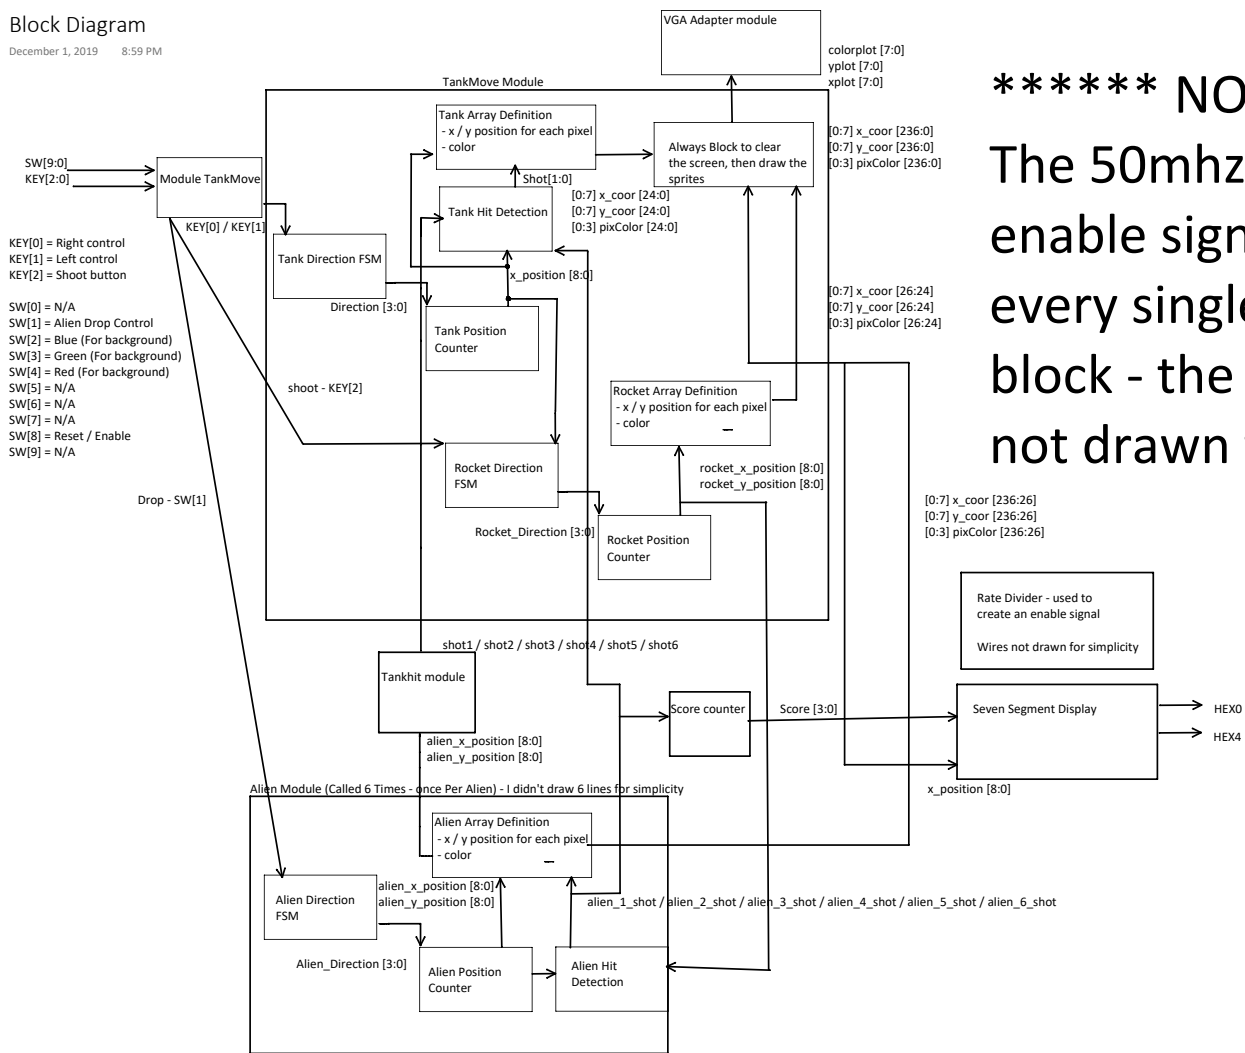 Block Diagram
December 1, 2019 8:59 PM
VGA Adapter module
colorplot [7:0]
yplot [7:0]
xplot [7:0]
TankMove Module
Tank Array Definition
- x / y position for each pixel
- color
Always Block to clear
the screen, then draw the
sprites
[0:7] x_coor [236:0]
[0:7] y_coor [236:0]
[0:3] pixColor [236:0]
SW[9:0]
KEY[2:0]
Module TankMove
Shot[1:0]
Tank Hit Detection
[0:7] x_coor [24:0]
[0:7] y_coor [24:0]
[0:3] pixColor [24:0]
KEY[0] / KEY[1]
KEY[0] = Right control
KEY[1] = Left control
KEY[2] = Shoot button
Tank Direction FSM
x_position [8:0]
Direction [3:0]
Tank Position
Counter
[0:7] x_coor [26:24]
[0:7] y_coor [26:24]
[0:3] pixColor [26:24]
SW[0] = N/A
SW[1] = Alien Drop Control
SW[2] = Blue (For background)
SW[3] = Green (For background)
SW[4] = Red (For background)
SW[5] = N/A
SW[6] = N/A
SW[7] = N/A
SW[8] = Reset / Enable
SW[9] = N/A
shoot - KEY[2]
Rocket Array Definition
- x / y position for each pixel
- color
Rocket Direction
FSM
rocket_x_position [8:0]
rocket_y_position [8:0]
Drop - SW[1]
Rocket_Direction [3:0]
Rocket Position
Counter
****** NO
The 50mhz
enable sign
every single
block - the
not drawn
[0:7] x_coor [236:26]
[0:7] y_coor [236:26]
[0:3] pixColor [236:26]
Rate Divider - used to
create an enable signal
Wires not drawn for simplicity
shot1 / shot2 / shot3 / shot4 / shot5 / shot6
Tankhit module
Score counter
Score [3:0]
Seven Segment Display
HEX0
HEX4
alien_x_position [8:0]
alien_y_position [8:0]
x_position [8:0]
Alien Module (Called 6 Times - once Per Alien) - I didn't draw 6 lines for simplicity
Alien Array Definition
- x / y position for each pixel
- color
Alien Direction
FSM
alien_x_position [8:0]
alien_y_position [8:0]
alien_1_shot / alien_2_shot / alien_3_shot / alien_4_shot / alien_5_shot / alien_6_shot
Alien_Direction [3:0]
Alien Position
Counter
Alien Hit
Detection